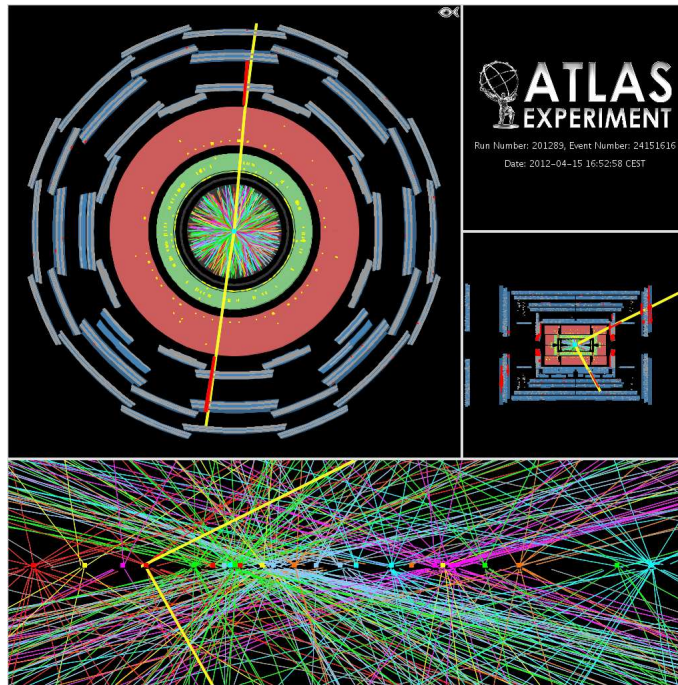 ATLAS
EXPERIMENT
Run Number: 201289, Event Number: 24151616
Date: 2012-04-15 16:52:58 CEST